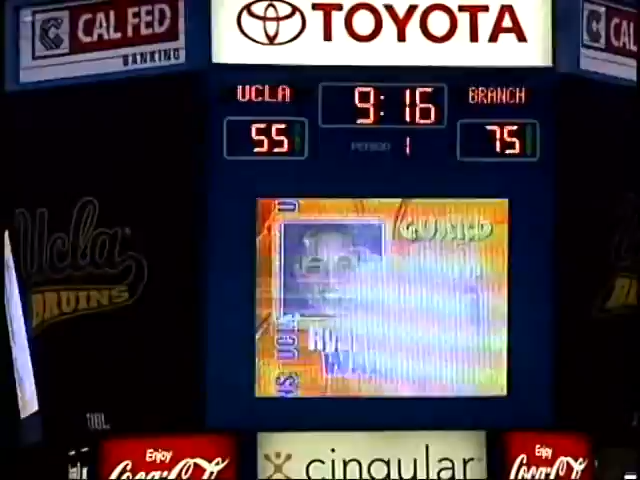 CAL FED
BANKING
TOYOTA
CAL
UCLA
9:16
BRANCH
55
PERIOD 1
75
Ucla
BRUINS
UCLA
Enjoy
Coca-Cola
cingular
Enjoy
Coca-Cola